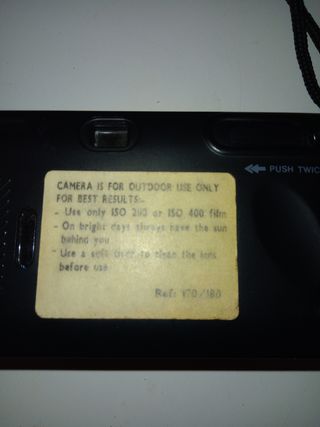 PUSH TWIC
CAMERA IS FOR OUTDOOR USE ONLY
FOR BEST RESULTS:-
- Use only ISO 200 or ISO 400 film
- On bright days always have the sun
behind you
- Use a soft to clean the lens
before use
Ref: 170/180